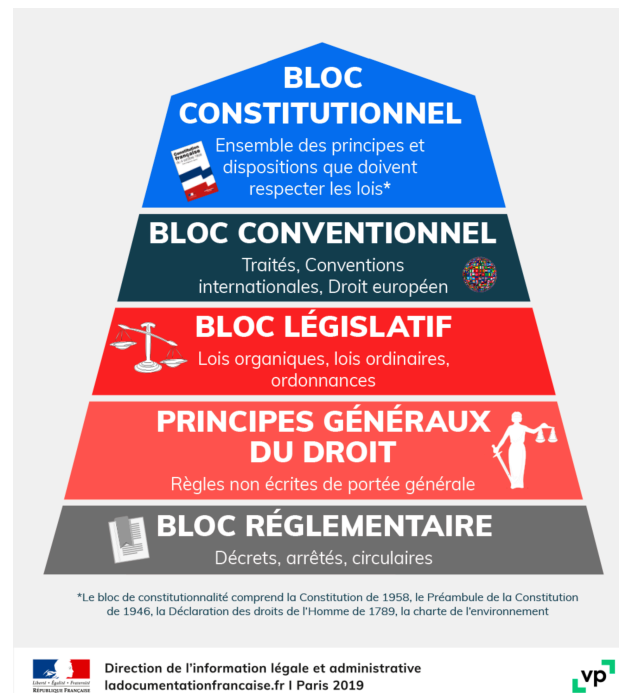 BLOC
CONSTITUTIONNEL
Ensemble des principes et
dispositions que doivent
respecter les lois*
Constitution
française
BLOC CONVENTIONNEL
Traités, Conventions
internationales, Droit européen
BLOC LÉGISLATIF
Lois organiques, lois ordinaires,
ordonnances
PRINCIPES GÉNÉRAUX
DU DROIT
Règles non écrites de portée générale
BLOC RÉGLEMENTAIRE
Décrets, arrêtés, circulaires
*Le bloc de constitutionnalité comprend la Constitution de 1958, le Préambule de la Constitution
de 1946, la Déclaration des droits de l'Homme de 1789, la charte de l'environnement
Liberté • Égalité • Fraternité
RÉPUBLIQUE FRANÇAISE
Direction de l'information légale et administrative
ladocumentationfrancaise.fr I Paris 2019
vp